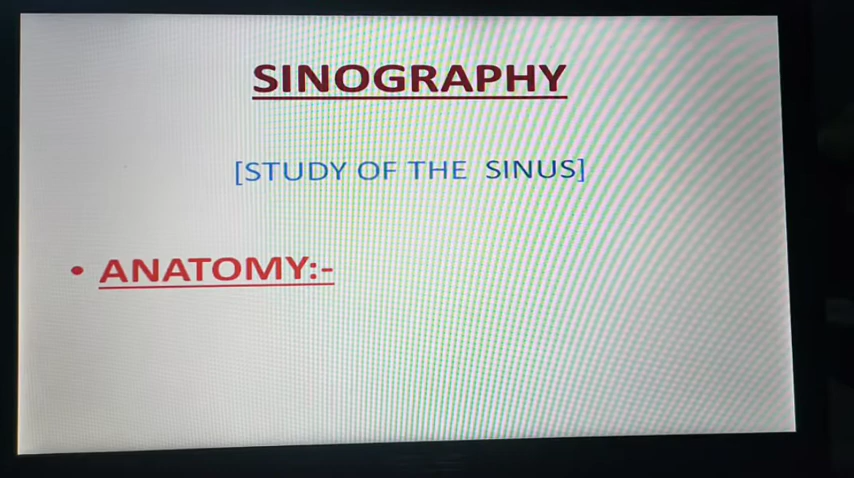 SINOGRAPHY
[STUDY OF THE SINUS]
• ANATOMY:-